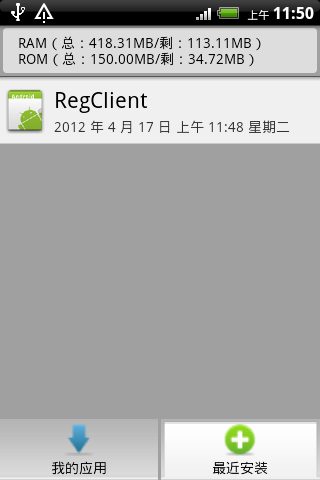 上午 11:50
RAM（总：418.31MB/剩：113.11MB）
ROM（总：150.00MB/剩：34.72MB）
android
RegClient
2012 年 4 月 17 日 上午 11:48 星期二
我的应用
最近安装